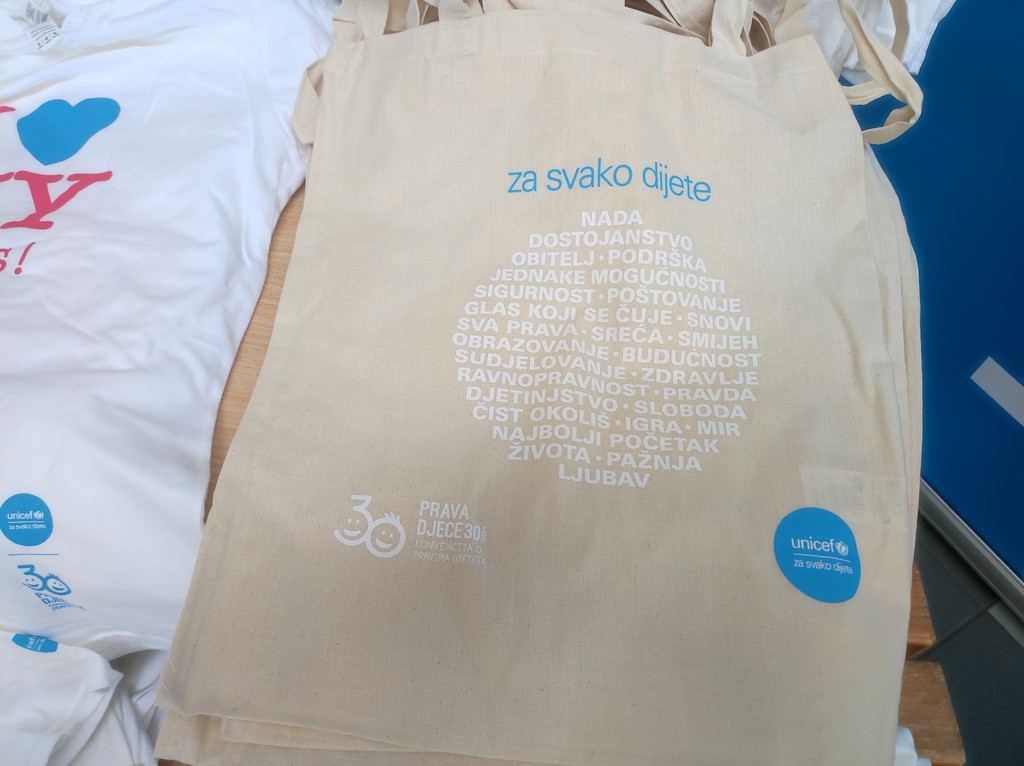 za svako dijete
NADA
DOSTOJANSTVO
OBITELJ · PODRŠKA
JEDNAKE MOGUĆNOSTI
SIGURNOST · POŠTOVANJE
GLAS KOJI SE ČUJE · SNOVI
SVA PRAVA · SREĆA · SMIJEH
OBRAZOVANJE · BUDUĆNOST
SUDJELOVANJE · ZDRAVLJE
RAVNOPRAVNOST · PRAVDA
DJETINJSTVO · SLOBODA
ČIST OKOLIŠ · IGRA · MIR
NAJBOLJI POČETAK
ŽIVOTA · PAŽNJA
LJUBAV
30
PRAVA
DJECE30
KONVENCIJA O
PRAVIMA DJETETA
unicef
za svako dijete
Y
s!
unicef
za svako dijete
30